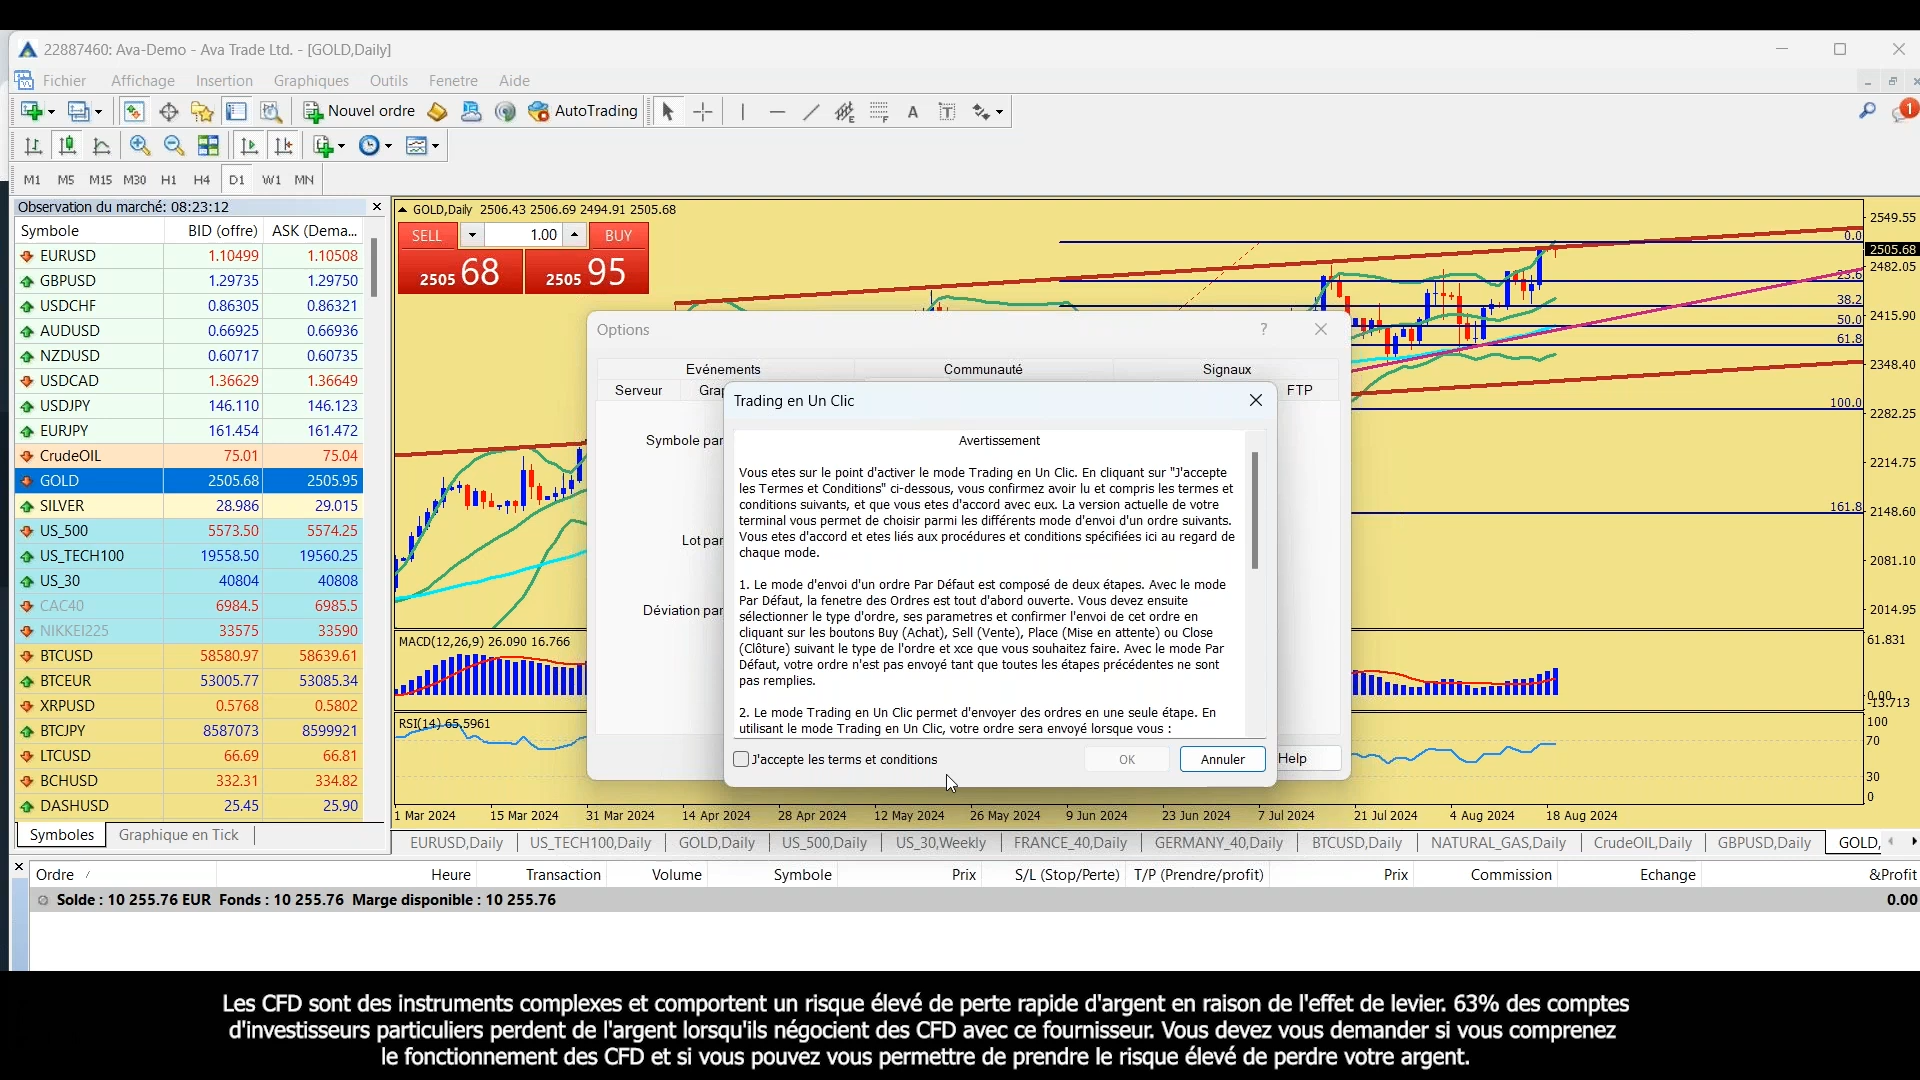 22887460: Ava-Demo - Ava Trade Ltd. - [GOLD,Daily]
Fichier Affichage Insertion Graphiques Outils Fenetre Aide
Nouvel ordre AutoTrading
A T 1
M1 M5 M15 M30 H1 H4 D1 W1 MN
Observation du marché: 08:23:12
Symbole BID (offre) ASK (Dema...
EURUSD 1.10499 1.10508
GBPUSD 1.29735 1.29750
USDCHF 0.86305 0.86321
AUDUSD 0.66925 0.66936
NZDUSD 0.60717 0.60735
USDCAD 1.36629 1.36649
USDJPY 146.110 146.123
EURJPY 161.454 161.472
CrudeOIL 75.01 75.04
GOLD 2505.68 2505.95
SILVER 28.986 29.015
US_500 5573.50 5574.25
US_TECH100 19558.50 19560.25
US_30 40804 40808
CAC40 6984.5 6985.5
NIKKEI225 33575 33590
BTCUSD 58580.97 58639.61
BTCEUR 53005.77 53085.34
XRPUSD 0.5768 0.5802
BTCJPY 8587073 8599921
LTCUSD 66.69 66.81
BCHUSD 332.31 334.82
DASHUSD 25.45 25.90
Symboles Graphique en Tick
GOLD,Daily 2506.43 2506.69 2494.91 2505.68
SELL 1.00 BUY
2505 68 2505 95
0.0
23.6
38.2
50.0
61.8
100.0
161.8
2549.55
2505.68
2482.05
2415.90
2348.40
2282.25
2214.75
2148.60
2081.10
2014.95
MACD(12,26,9) 26.090 16.766
61.831
0.00
-13.713
RSI(14) 65.5961
100
70
30
0
Options ?
Evénements Communauté Signaux
Serveur Grap FTP
Symbole par
Lot par
Déviation par
Help
Trading en Un Clic
Avertissement
Vous etes sur le point d'activer le mode Trading en Un Clic. En cliquant sur "J'accepte
les Termes et Conditions" ci-dessous, vous confirmez avoir lu et compris les termes et
conditions suivants, et que vous etes d'accord avec eux. La version actuelle de votre
terminal vous permet de choisir parmi les différents mode d'envoi d'un ordre suivants.
Vous etes d'accord et etes liés aux procédures et conditions spécifiées ici au regard de
chaque mode.
1. Le mode d'envoi d'un ordre Par Défaut est composé de deux étapes. Avec le mode
Par Défaut, la fenetre des Ordres est tout d'abord ouverte. Vous devez ensuite
sélectionner le type d'ordre, ses parametres et confirmer l'envoi de cet ordre en
cliquant sur les boutons Buy (Achat), Sell (Vente), Place (Mise en attente) ou Close
(Clôture) suivant le type de l'ordre et xce que vous souhaitez faire. Avec le mode Par
Défaut, votre ordre n'est pas envoyé tant que toutes les étapes précédentes ne sont
pas remplies.
2. Le mode Trading en Un Clic permet d'envoyer des ordres en une seule étape. En
utilisant le mode Trading en Un Clic, votre ordre sera envoyé lorsque vous :
J'accepte les terms et conditions OK Annuler
1 Mar 2024 15 Mar 2024 31 Mar 2024 14 Apr 2024 28 Apr 2024 12 May 2024 26 May 2024 9 Jun 2024 23 Jun 2024 7 Jul 2024 21 Jul 2024 4 Aug 2024 18 Aug 2024
EURUSD,Daily US_TECH100,Daily GOLD,Daily US_500,Daily US_30,Weekly FRANCE_40,Daily GERMANY_40,Daily BTCUSD,Daily NATURAL_GAS,Daily CrudeOIL,Daily GBPUSD,Daily GOLD,
Ordre / Heure Transaction Volume Symbole Prix S/L (Stop/Perte) T/P (Prendre/profit) Prix Commission Echange &Profit
Solde : 10 255.76 EUR Fonds : 10 255.76 Marge disponible : 10 255.76 0.00
Les CFD sont des instruments complexes et comportent un risque élevé de perte rapide d'argent en raison de l'effet de levier. 63% des comptes
d'investisseurs particuliers perdent de l'argent lorsqu'ils négocient des CFD avec ce fournisseur. Vous devez vous demander si vous comprenez
le fonctionnement des CFD et si vous pouvez vous permettre de prendre le risque élevé de perdre votre argent.